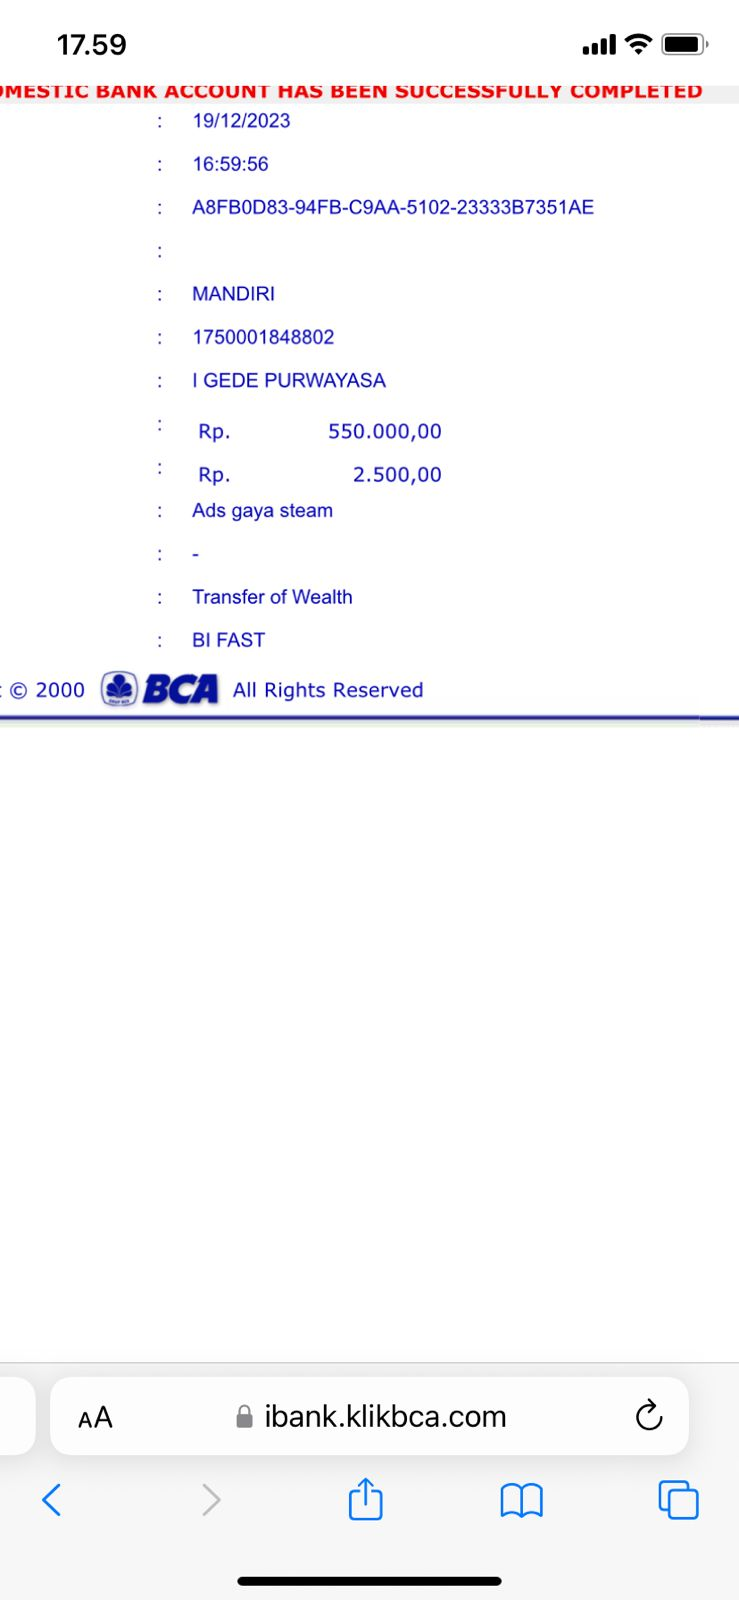 17.59
OMESTIC BANK ACCOUNT HAS BEEN SUCCESSFULLY COMPLETED
: 19/12/2023
: 16:59:56
: A8FB0D83-94FB-C9AA-5102-23333B7351AE
:
: MANDIRI
: 1750001848802
: I GEDE PURWAYASA
: Rp. 550.000,00
: Rp. 2.500,00
: Ads gaya steam
: -
: Transfer of Wealth
: BI FAST
: © 2000 BCA All Rights Reserved
AA ibank.klikbca.com